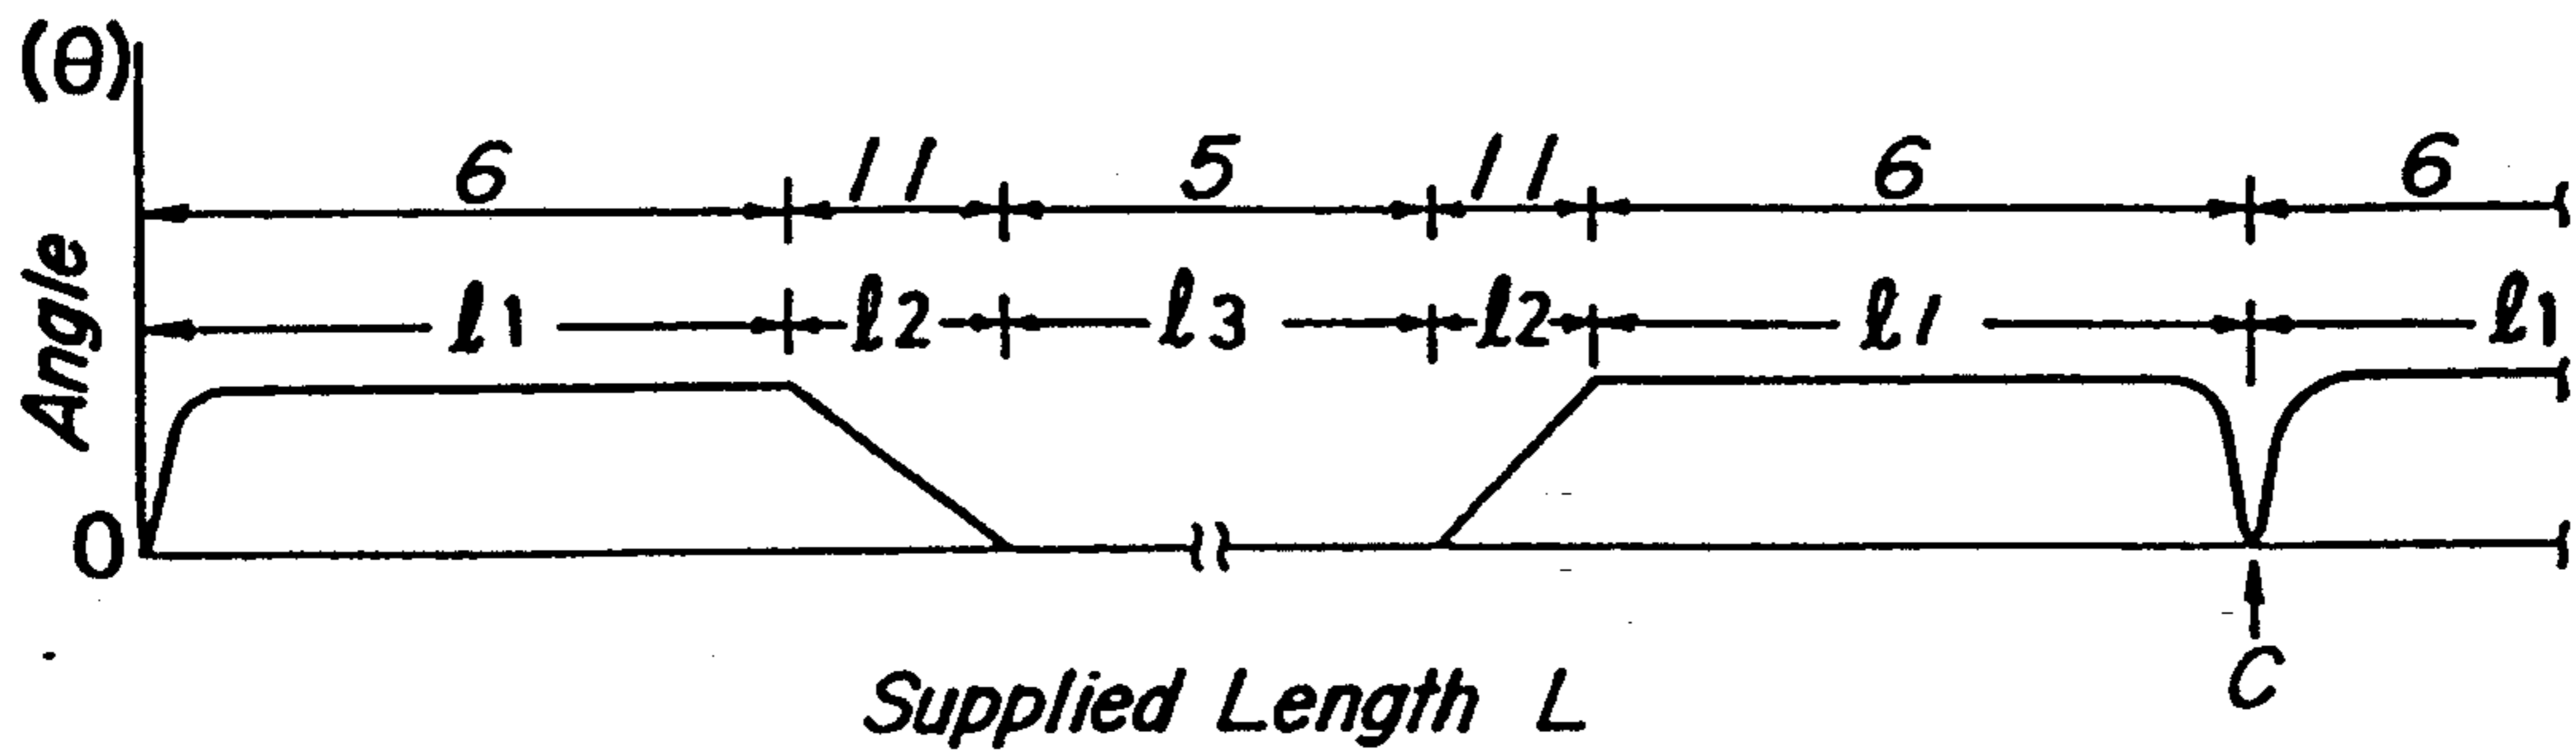 (θ)
6 11 5 11 6 6
ℓ1 ℓ2 ℓ3 ℓ2 ℓ1 ℓ1
Angle
0
C
Supplied Length L